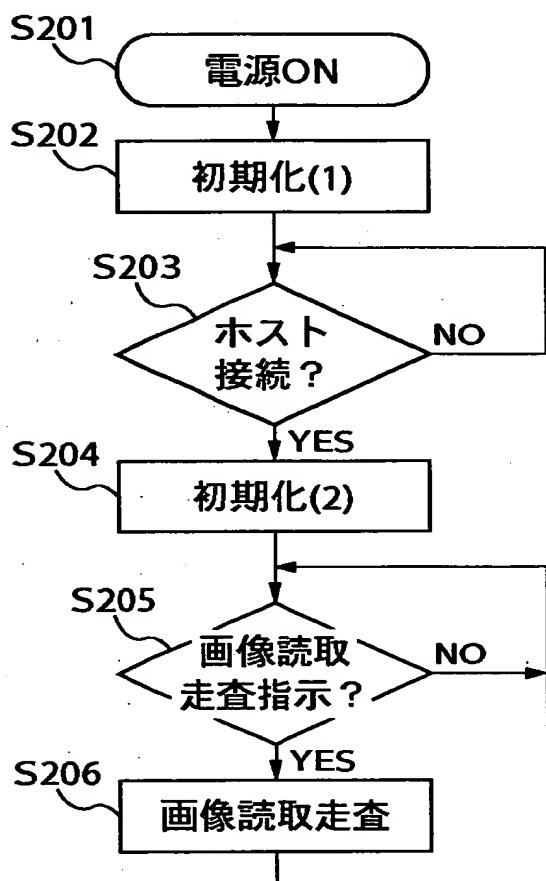 S201
電源ON
S202
初期化(1)
S203
ホスト
接続？
NO
YES
S204
初期化(2)
S205
画像読取
走査指示？
NO
YES
S206
画像読取走査